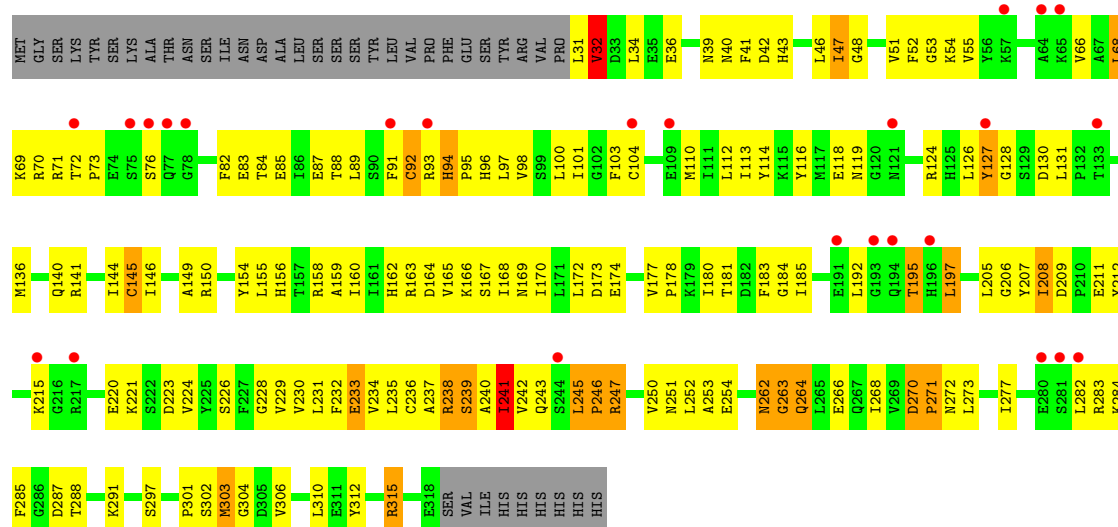 MET GLY SER LYS TYR SER LYS ALA THR ASN SER ILE ASN ASP ALA LEU SER SER SER TYR LEU VAL PRO PHE GLU SER TYR ARG VAL PRO L31 V32 D33 L34 E35 E36 N39 N40 F41 D42 H43 L46 I47 G48 V51 F52 G53 K54 V55 Y56 K57 A64 K65 V66 A67 L68
K69 R70 R71 T72 P73 E74 S75 S76 Q77 G78 F82 E83 T84 E85 I86 E87 T88 L89 S90 F91 C92 R93 H94 P95 H96 L97 V98 S99 L100 I101 G102 F103 C104 E109 M110 I111 L112 I113 Y114 K115 Y116 M117 E118 N119 G120 N121 R124 H125 L126 Y127 G128 S129 D130 L131 P132 T133
M136 Q140 R141 I144 C145 I146 A149 R150 Y154 L155 H156 T157 R158 A159 I160 I161 H162 R163 D164 V165 K166 S167 I168 N169 I170 L171 L172 D173 E174 V177 P178 K179 I180 T181 D182 F183 G184 I185 E191 L192 G193 Q194 T195 H196 L197 L205 G206 Y207 I208 D209 P210 E211 Y212
K215 G216 R217 E220 K221 S222 D223 V224 Y225 S226 F227 G228 V229 V230 L231 F232 E233 V234 L235 C236 A237 R238 S239 A240 I241 V242 Q243 S244 L245 P246 R247 V250 N251 L252 A253 E254 N262 G263 Q264 L265 E266 Q267 I268 V269 D270 P271 N272 L273 I277 E280 S281 L282 R283 K284
F285 G286 D287 T288 K291 S297 P301 S302 M303 G304 D305 V306 L310 E311 Y312 R315 E318 SER VAL ILE HIS HIS HIS HIS HIS HIS